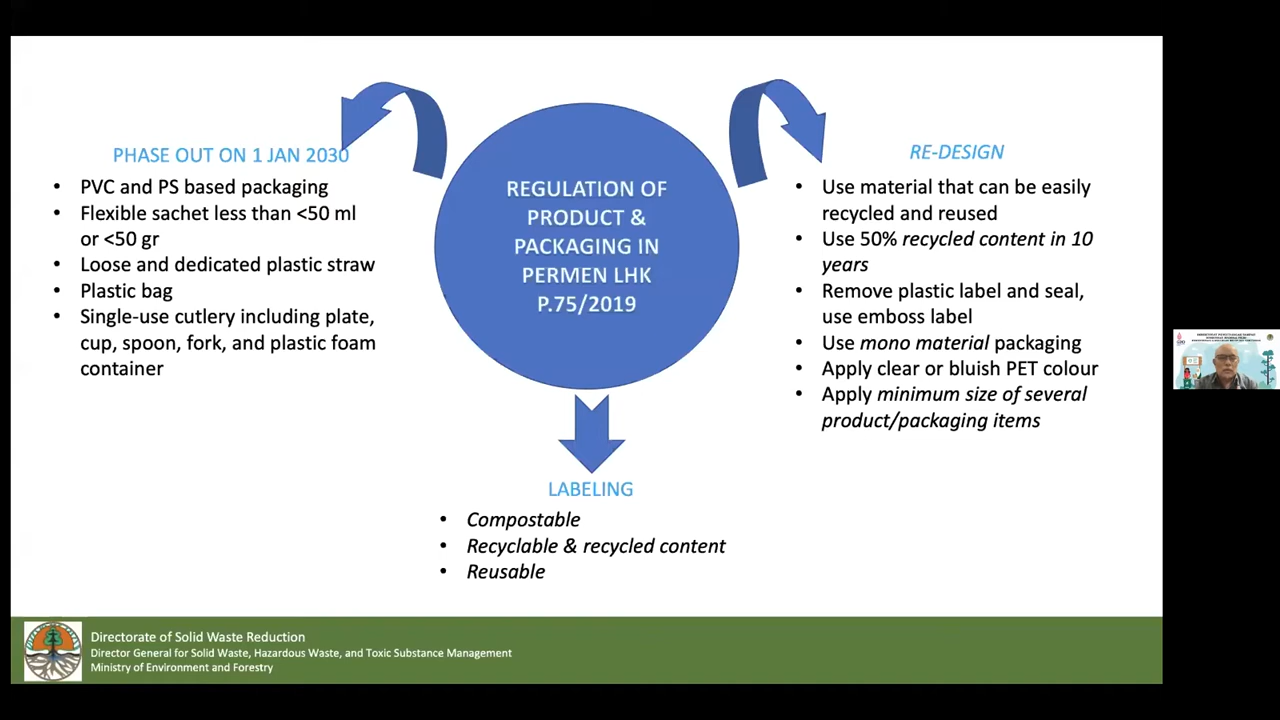 REGULATION OF
PRODUCT &
PACKAGING IN
PERMEN LHK
P.75/2019
PHASE OUT ON 1 JAN 2030
• PVC and PS based packaging
• Flexible sachet less than <50 ml
or <50 gr
• Loose and dedicated plastic straw
• Plastic bag
• Single-use cutlery including plate,
cup, spoon, fork, and plastic foam
container
RE-DESIGN
• Use material that can be easily
recycled and reused
• Use 50% recycled content in 10
years
• Remove plastic label and seal,
use emboss label
• Use mono material packaging
• Apply clear or bluish PET colour
• Apply minimum size of several
product/packaging items
LABELING
• Compostable
• Recyclable & recycled content
• Reusable
Directorate of Solid Waste Reduction
Director General for Solid Waste, Hazardous Waste, and Toxic Substance Management
Ministry of Environment and Forestry